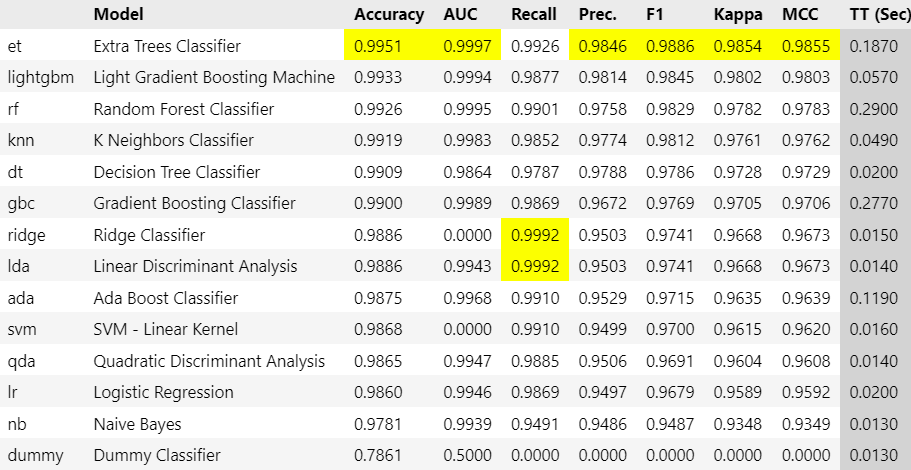 Model Accuracy AUC Recall Prec. F1 Kappa MCC TT (Sec)
et Extra Trees Classifier 0.9951 0.9997 0.9926 0.9846 0.9886 0.9854 0.9855 0.1870
lightgbm Light Gradient Boosting Machine 0.9933 0.9994 0.9877 0.9814 0.9845 0.9802 0.9803 0.0570
rf Random Forest Classifier 0.9926 0.9995 0.9901 0.9758 0.9829 0.9782 0.9783 0.2900
knn K Neighbors Classifier 0.9919 0.9983 0.9852 0.9774 0.9812 0.9761 0.9762 0.0490
dt Decision Tree Classifier 0.9909 0.9864 0.9787 0.9788 0.9786 0.9728 0.9729 0.0200
gbc Gradient Boosting Classifier 0.9900 0.9989 0.9869 0.9672 0.9769 0.9705 0.9706 0.2770
ridge Ridge Classifier 0.9886 0.0000 0.9992 0.9503 0.9741 0.9668 0.9673 0.0150
lda Linear Discriminant Analysis 0.9886 0.9943 0.9992 0.9503 0.9741 0.9668 0.9673 0.0140
ada Ada Boost Classifier 0.9875 0.9968 0.9910 0.9529 0.9715 0.9635 0.9639 0.1190
svm SVM - Linear Kernel 0.9868 0.0000 0.9910 0.9499 0.9700 0.9615 0.9620 0.0160
qda Quadratic Discriminant Analysis 0.9865 0.9947 0.9885 0.9506 0.9691 0.9604 0.9608 0.0140
lr Logistic Regression 0.9860 0.9946 0.9869 0.9497 0.9679 0.9589 0.9592 0.0200
nb Naive Bayes 0.9781 0.9939 0.9491 0.9486 0.9487 0.9348 0.9349 0.0130
dummy Dummy Classifier 0.7861 0.5000 0.0000 0.0000 0.0000 0.0000 0.0000 0.0130